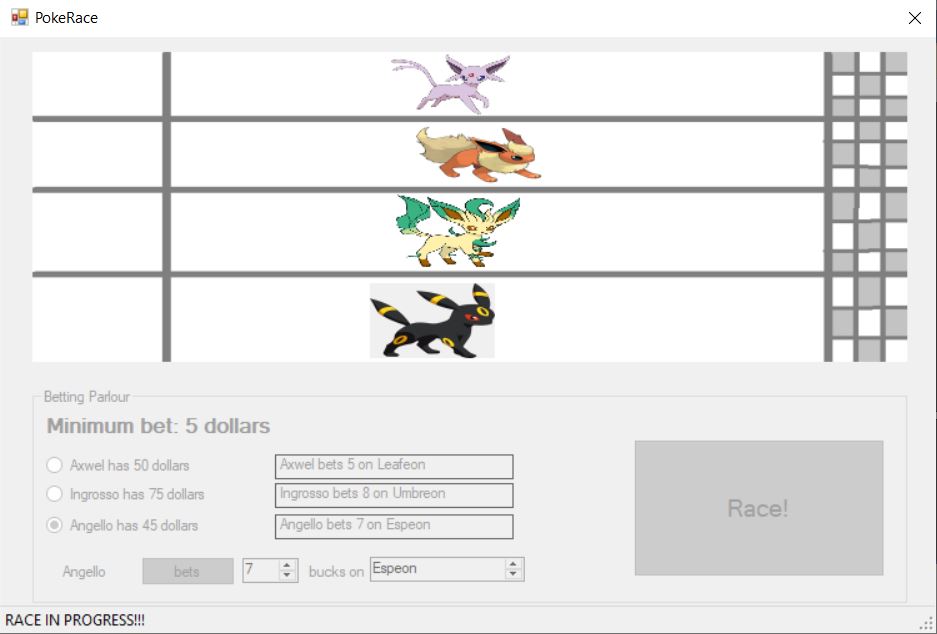 PokeRace
Betting Parlour
Minimum bet: 5 dollars
Axwel has 50 dollars
Axwel bets 5 on Leafeon
Ingrosso has 75 dollars
Ingrosso bets 8 on Umbreon
Angello has 45 dollars
Angello bets 7 on Espeon
Race!
Angello bets 7 bucks on Espeon
RACE IN PROGRESS!!!